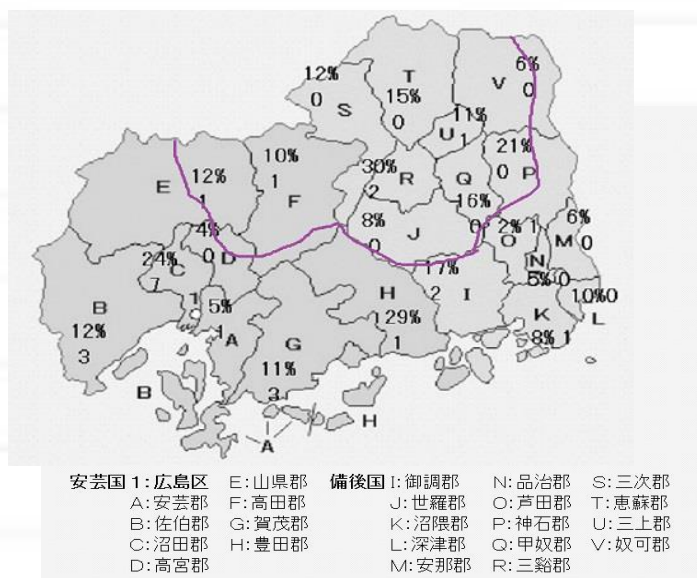 12%
0
S
T
15%
0
6%
0
V
11%
1
U
21%
0
P
E
12%
1
10%
1
F
30%
2
R
Q
16%
0
8%
0
J
4%
0
D
2%1
O
6%
0
M
24%
7
C
17%
2
I
N
5%0
10%0
L
B
12%
3
1
5%
1
A
H
129%
1
K
8%1
G
11%
3
B
H
A
安芸国 1:広島区 E:山県郡 備後国 I:御調郡 N:品治郡 S:三次郡
A:安芸郡 F:高田郡 J:世羅郡 O:芦田郡 T:恵蘇郡
B:佐伯郡 G:賀茂郡 K:沼隈郡 P:神石郡 U:三上郡
C:沼田郡 H:豊田郡 L:深津郡 Q:甲奴郡 V:奴可郡
D:高宮郡 M:安那郡 R:三谿郡